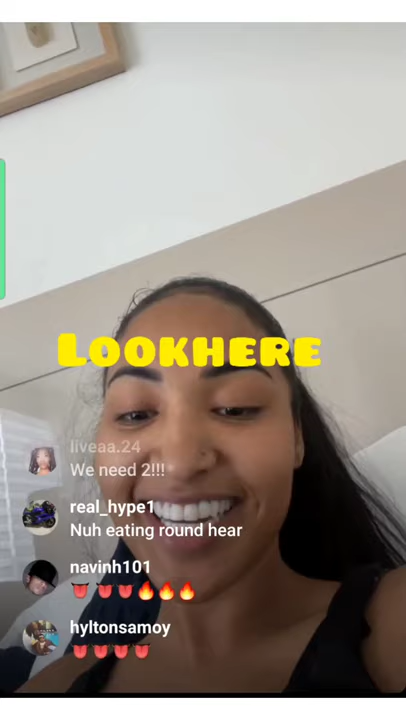 Lookhere
liveaa.24
We need 2!!!
real_hype1
Nuh eating round hear
navinh101
👅👅👅🔥🔥🔥
hyltonsamoy
👅👅👅👅